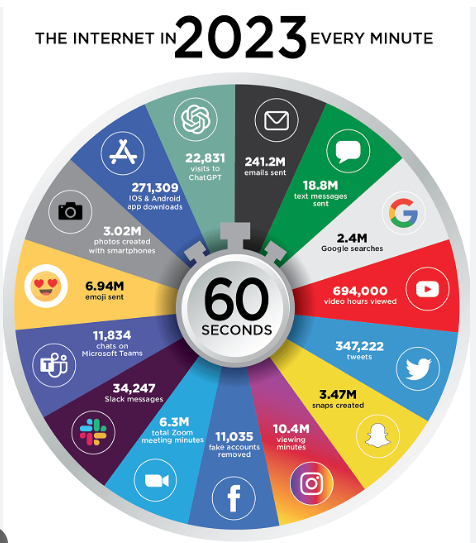 THE INTERNET IN 2023 EVERY MINUTE
241.2M
emails sent
18.8M
text messages
sent
2.4M
Google searches
694,000
video hours viewed
347,222
tweets
3.47M
snaps created
10.4M
viewing
minutes
11,035
fake accounts
removed
6.3M
total Zoom
meeting minutes
34,247
Slack messages
11,834
chats on
Microsoft Teams
6.94M
emoji sent
3.02M
photos created
with smartphones
271,309
IOS & Android
app downloads
22,831
visits to
ChatGPT
60
SECONDS